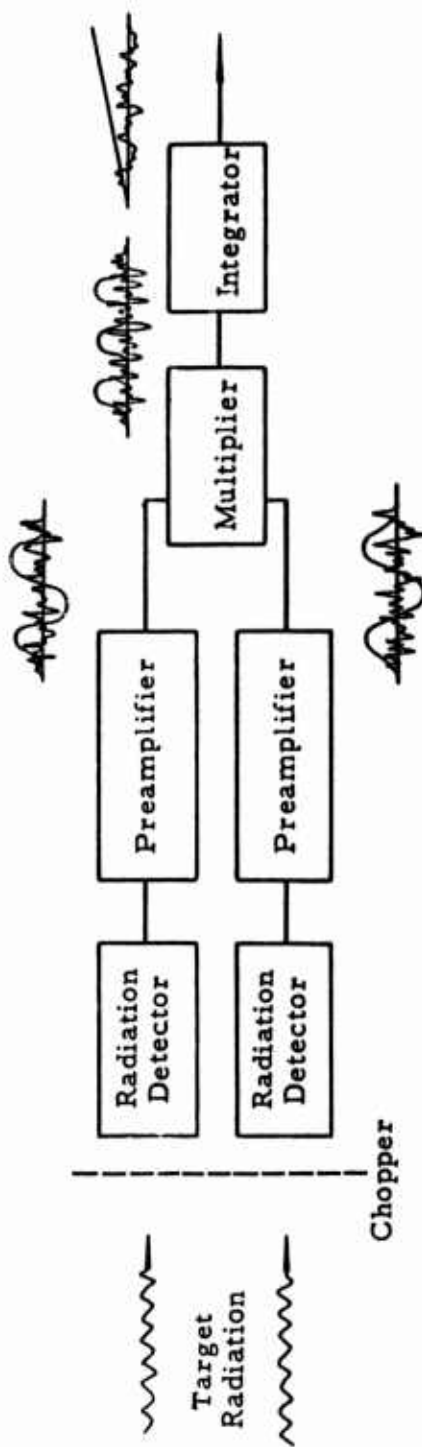 Target
Radiation
Chopper
Radiation
Detector
Radiation
Detector
Preamplifier
Preamplifier
Multiplier
Integrator